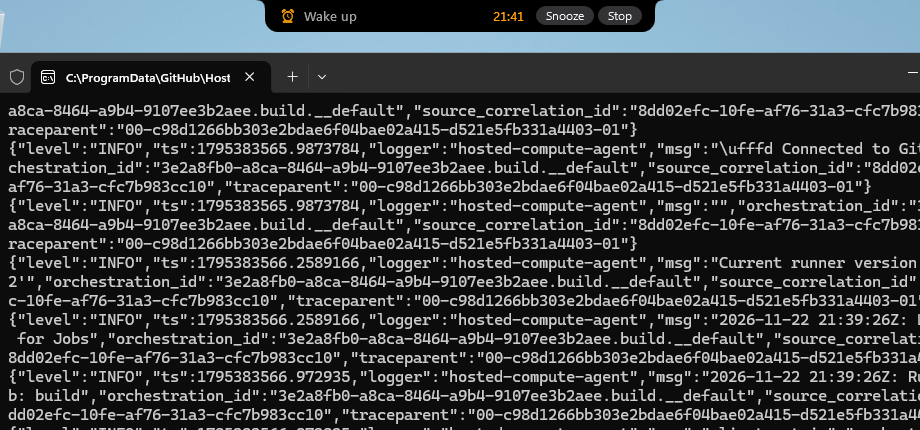 Wake up 21:41 Snooze Stop
C:\ProgramData\GitHub\Host
a8ca-8464-a9b4-9107ee3b2aee.build.__default","source_correlation_id":"8dd02efc-10fe-af76-31a3-cfc7b983
raceparent":"00-c98d1266bb303e2bdae6f04bae02a415-d521e5fb331a4403-01"}
{"level":"INFO","ts":1795383565.9873784,"logger":"hosted-compute-agent","msg":"\ufffd Connected to Git
chestration_id":"3e2a8fb0-a8ca-8464-a9b4-9107ee3b2aee.build.__default","source_correlation_id":"8dd02
af76-31a3-cfc7b983cc10","traceparent":"00-c98d1266bb303e2bdae6f04bae02a415-d521e5fb331a4403-01"}
{"level":"INFO","ts":1795383565.9873784,"logger":"hosted-compute-agent","msg":"","orchestration_id":"
a8ca-8464-a9b4-9107ee3b2aee.build.__default","source_correlation_id":"8dd02efc-10fe-af76-31a3-cfc7b98
raceparent":"00-c98d1266bb303e2bdae6f04bae02a415-d521e5fb331a4403-01"}
{"level":"INFO","ts":1795383566.2589166,"logger":"hosted-compute-agent","msg":"Current runner version
2'","orchestration_id":"3e2a8fb0-a8ca-8464-a9b4-9107ee3b2aee.build.__default","source_correlation_id"
c-10fe-af76-31a3-cfc7b983cc10","traceparent":"00-c98d1266bb303e2bdae6f04bae02a415-d521e5fb331a4403-01
{"level":"INFO","ts":1795383566.2589166,"logger":"hosted-compute-agent","msg":"2026-11-22 21:39:26Z:
for Jobs","orchestration_id":"3e2a8fb0-a8ca-8464-a9b4-9107ee3b2aee.build.__default","source_correlati
8dd02efc-10fe-af76-31a3-cfc7b983cc10","traceparent":"00-c98d1266bb303e2bdae6f04bae02a415-d521e5fb331a4
{"level":"INFO","ts":1795383566.972935,"logger":"hosted-compute-agent","msg":"2026-11-22 21:39:26Z: Ru
b: build","orchestration_id":"3e2a8fb0-a8ca-8464-a9b4-9107ee3b2aee.build.__default","source_correlatio
dd02efc-10fe-af76-31a3-cfc7b983cc10","traceparent":"00-c98d1266bb303e2bdae6f04bae02a415-d521e5fb331a44